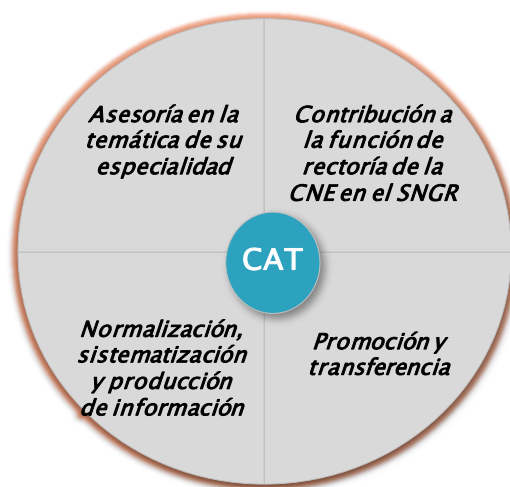 Asesoría en la
temática de su
especialidad
Contribución a
la función de
rectoría de la
CNE en el SNGR
CAT
Normalización,
sistematización
y producción
de información
Promoción y
transferencia